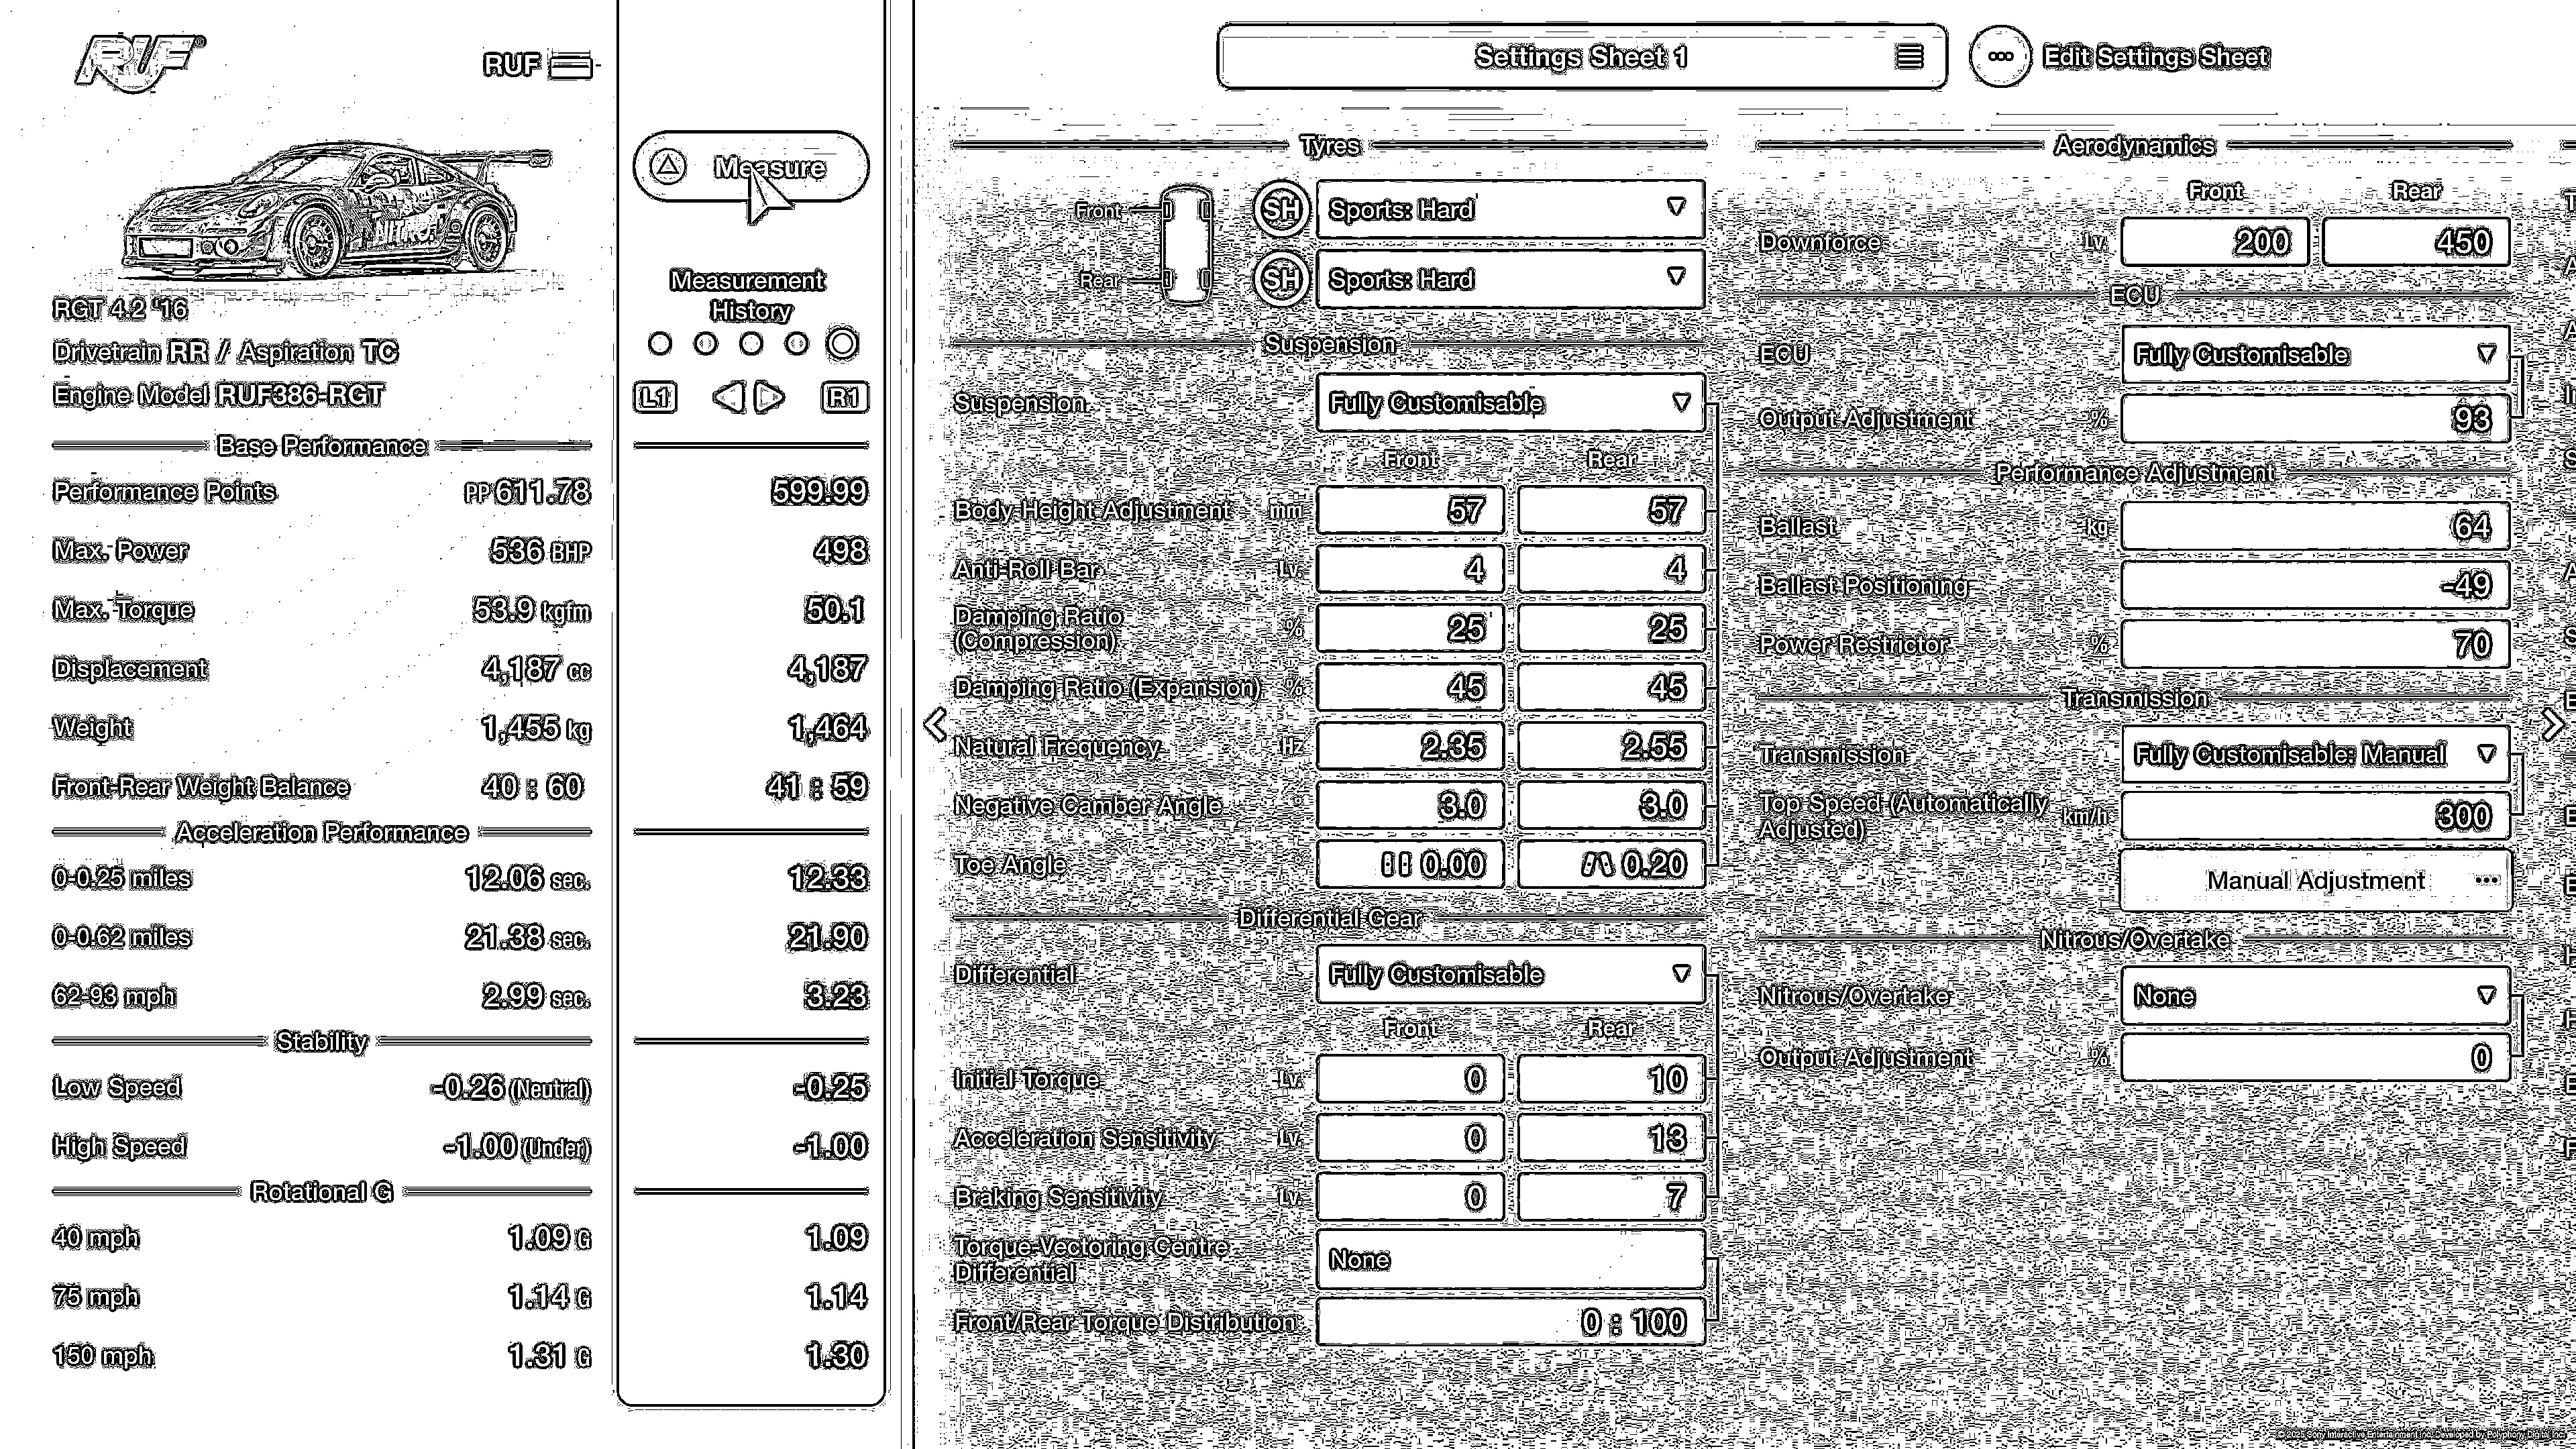 RUF
RUF
RGT 4.2 '16
Drivetrain RR / Aspiration TC
Engine Model RUF386-RGT
Base Performance
Performance Points PP 611.78
Max. Power 536 BHP
Max. Torque 53.9 kgfm
Displacement 4,187 cc
Weight 1,455 kg
Front-Rear Weight Balance 40 : 60
Acceleration Performance
0-0.25 miles 12.06 sec.
0-0.62 miles 21.38 sec.
62-93 mph 2.99 sec.
Stability
Low Speed -0.26 (Neutral)
High Speed -1.00 (Under)
Rotational G
40 mph 1.09 G
75 mph 1.14 G
150 mph 1.31 G
Measure
Measurement
History
L1 R1
599.99
498
50.1
4,187
1,464
41 : 59
12.33
21.90
3.23
-0.25
-1.00
1.09
1.14
1.30
Settings Sheet 1
Edit Settings Sheet
Tyres
Front SH Sports: Hard
Rear SH Sports: Hard
Suspension
Suspension Fully Customisable
Front Rear
Body Height Adjustment mm 57 57
Anti-Roll Bar Lv. 4 4
Damping Ratio
(Compression) % 25 25
Damping Ratio (Expansion) % 45 45
Natural Frequency Hz 2.35 2.55
Negative Camber Angle ° 3.0 3.0
Toe Angle ° 0.00 0.20
Differential Gear
Differential Fully Customisable
Front Rear
Initial Torque Lv. 0 10
Acceleration Sensitivity Lv. 0 13
Braking Sensitivity Lv. 0 7
Torque-Vectoring Centre
Differential None
Front/Rear Torque Distribution 0 : 100
Aerodynamics
Front Rear
Downforce Lv. 200 450
ECU
ECU Fully Customisable
Output Adjustment % 93
Performance Adjustment
Ballast kg 64
Ballast Positioning -49
Power Restrictor % 70
Transmission
Transmission Fully Customisable: Manual
Top Speed (Automatically
Adjusted) km/h 300
Manual Adjustment
Nitrous/Overtake
Nitrous/Overtake None
Output Adjustment % 0
© 2025 Sony Interactive Entertainment Inc. Developed by Polyphony Digital Inc.